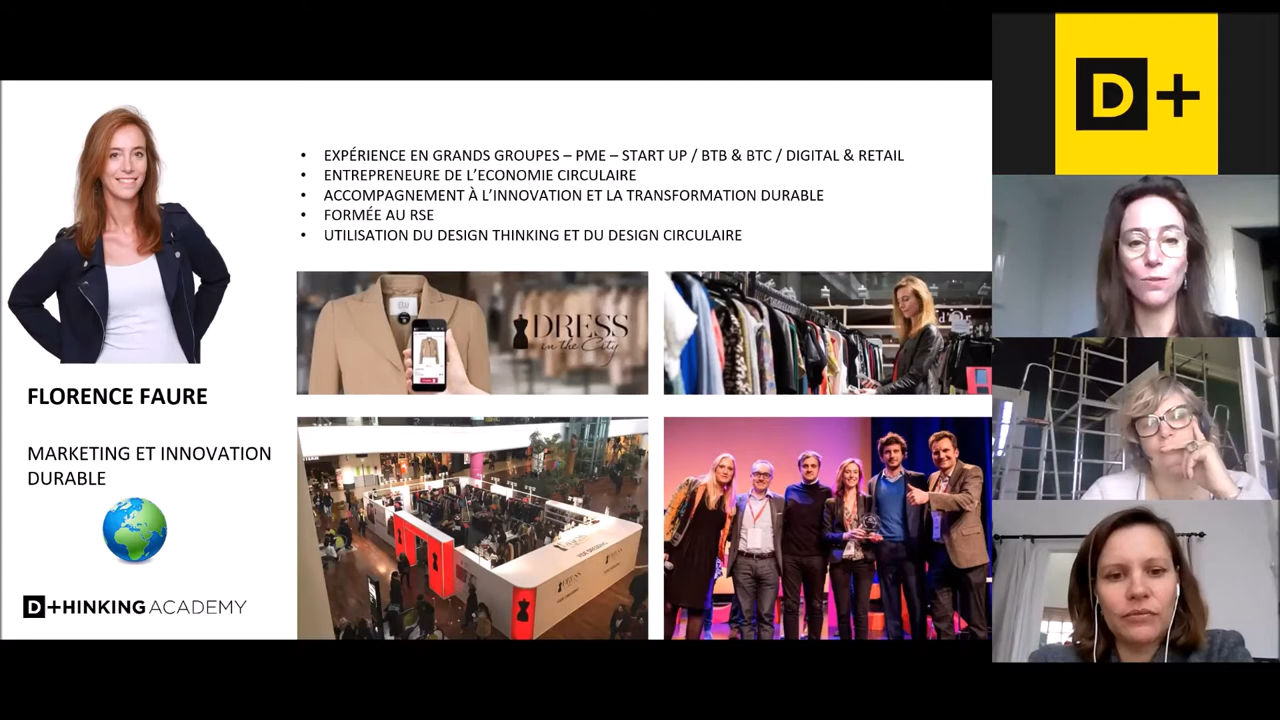 D+
• EXPÉRIENCE EN GRANDS GROUPES – PME – START UP / BTB & BTC / DIGITAL & RETAIL
• ENTREPRENEURE DE L'ECONOMIE CIRCULAIRE
• ACCOMPAGNEMENT À L'INNOVATION ET LA TRANSFORMATION DURABLE
• FORMÉE AU RSE
• UTILISATION DU DESIGN THINKING ET DU DESIGN CIRCULAIRE
DRESS
in the City
d'Or
FLORENCE FAURE
MARKETING ET INNOVATION
DURABLE
DRESS
D+HINKING ACADEMY